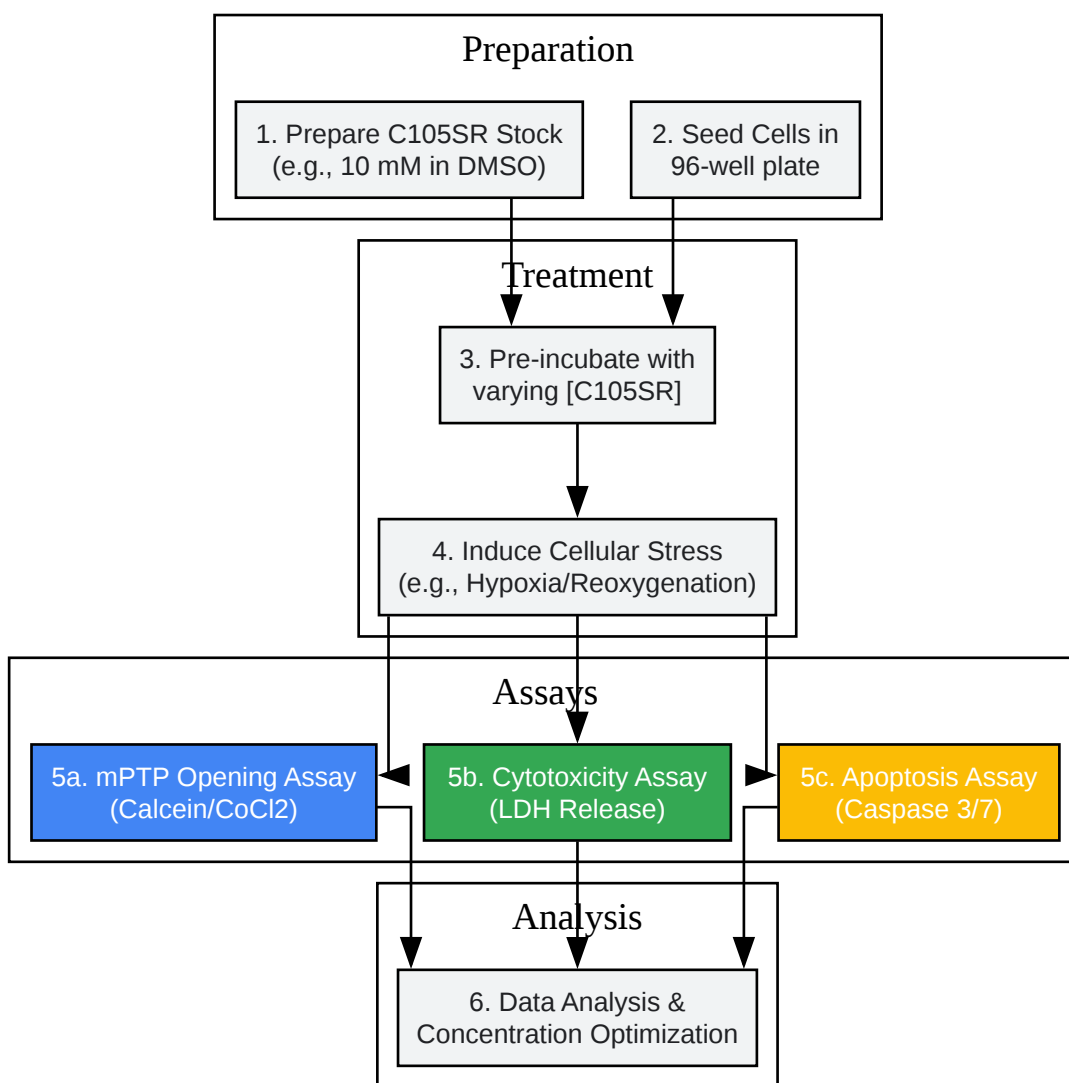 Preparation
1. Prepare C105SR Stock
(e.g., 10 mM in DMSO)
2. Seed Cells in
96-well plate
Treatment
3. Pre-incubate with
varying [C105SR]
4. Induce Cellular Stress
(e.g., Hypoxia/Reoxygenation)
Assays
5a. mPTP Opening Assay
(Calcein/CoCl2)
5b. Cytotoxicity Assay
(LDH Release)
5c. Apoptosis Assay
(Caspase 3/7)
Analysis
6. Data Analysis &
Concentration Optimization